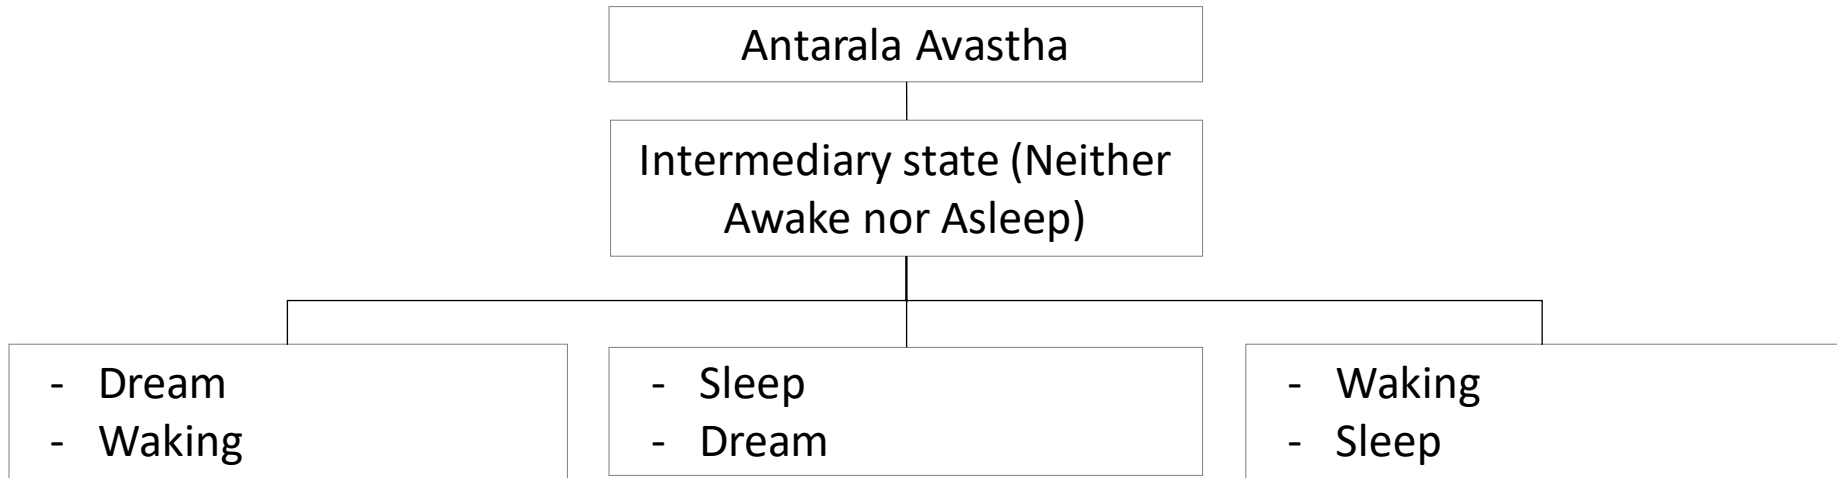 Antarala Avastha
Intermediary state (Neither
Awake nor Asleep)
- Dream
- Waking
- Sleep
- Dream
- Waking
- Sleep